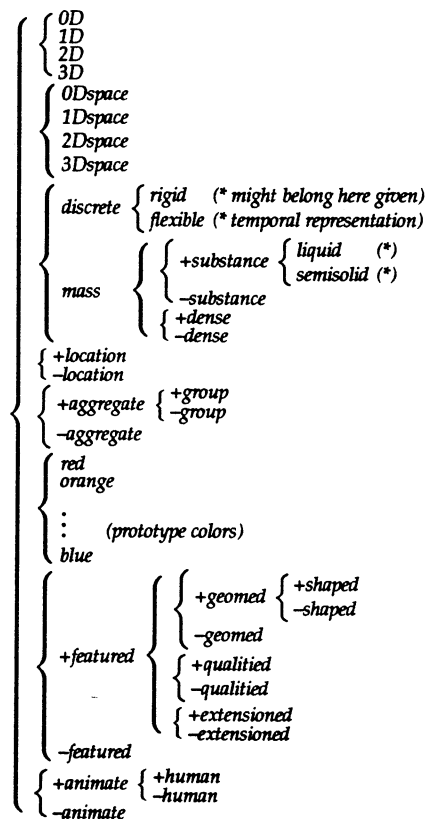 0D
1D
2D
3D
0Dspace
1Dspace
2Dspace
3Dspace
discrete
rigid (* might belong here given)
flexible (* temporal representation)
mass
+substance
liquid (*)
semisolid (*)
–substance
+dense
–dense
+location
–location
+aggregate
+group
–group
–aggregate
red
orange
(prototype colors)
blue
+featured
+geomed
+shaped
–shaped
–geomed
+qualitied
–qualitied
+extensioned
–extensioned
–featured
+animate
+human
–human
–animate